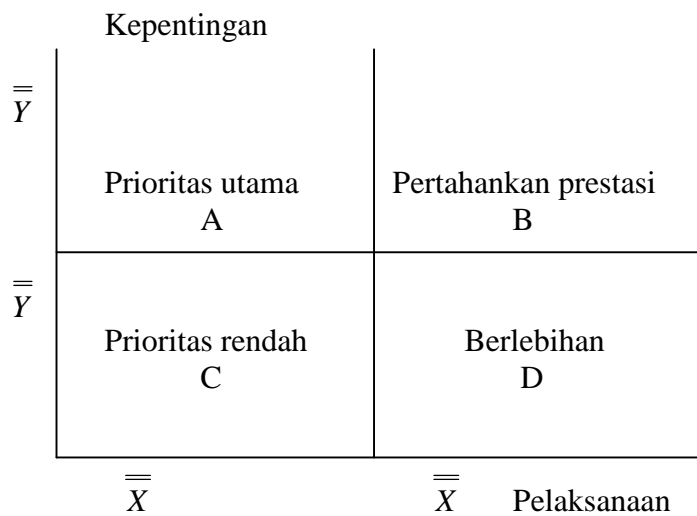 Kepentingan
Y̿
Prioritas utama Pertahankan prestasi
A B
Y̿
Prioritas rendah Berlebihan
C D
X̿ X̿ Pelaksanaan